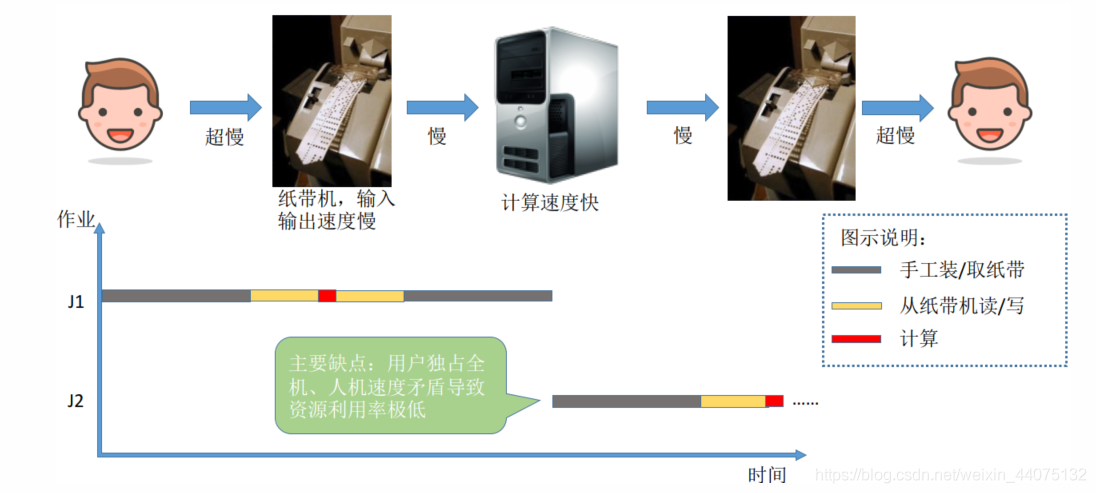 超慢
慢
慢
超慢
纸带机，输入
输出速度慢
计算速度快
作业
图示说明：
手工装/取纸带
从纸带机读/写
计算
J1
主要缺点：用户独占全
机、人机速度矛盾导致
资源利用率极低
J2
……
时间
https://blog.csdn.net/weixin_44075132